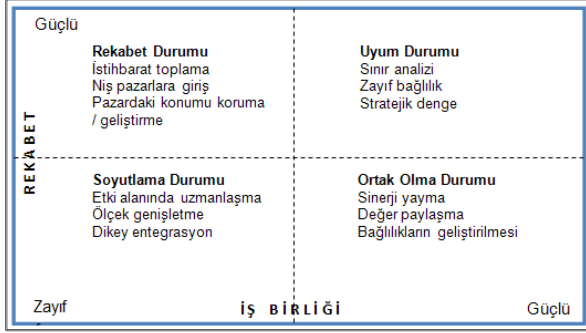 Güçlü
Rekabet Durumu
İstihbarat toplama
Niş pazarlara giriş
Pazardaki konumu koruma
/ geliştirme
Uyum Durumu
Sınır analizi
Zayıf bağlılık
Stratejik denge
REKABET
Soyutlama Durumu
Etki alanında uzmanlaşma
Ölçek genişletme
Dikey entegrasyon
Ortak Olma Durumu
Sinerji yayma
Değer paylaşma
Bağlılıkların geliştirilmesi
Zayıf
İŞ BİRLİĞİ
Güçlü